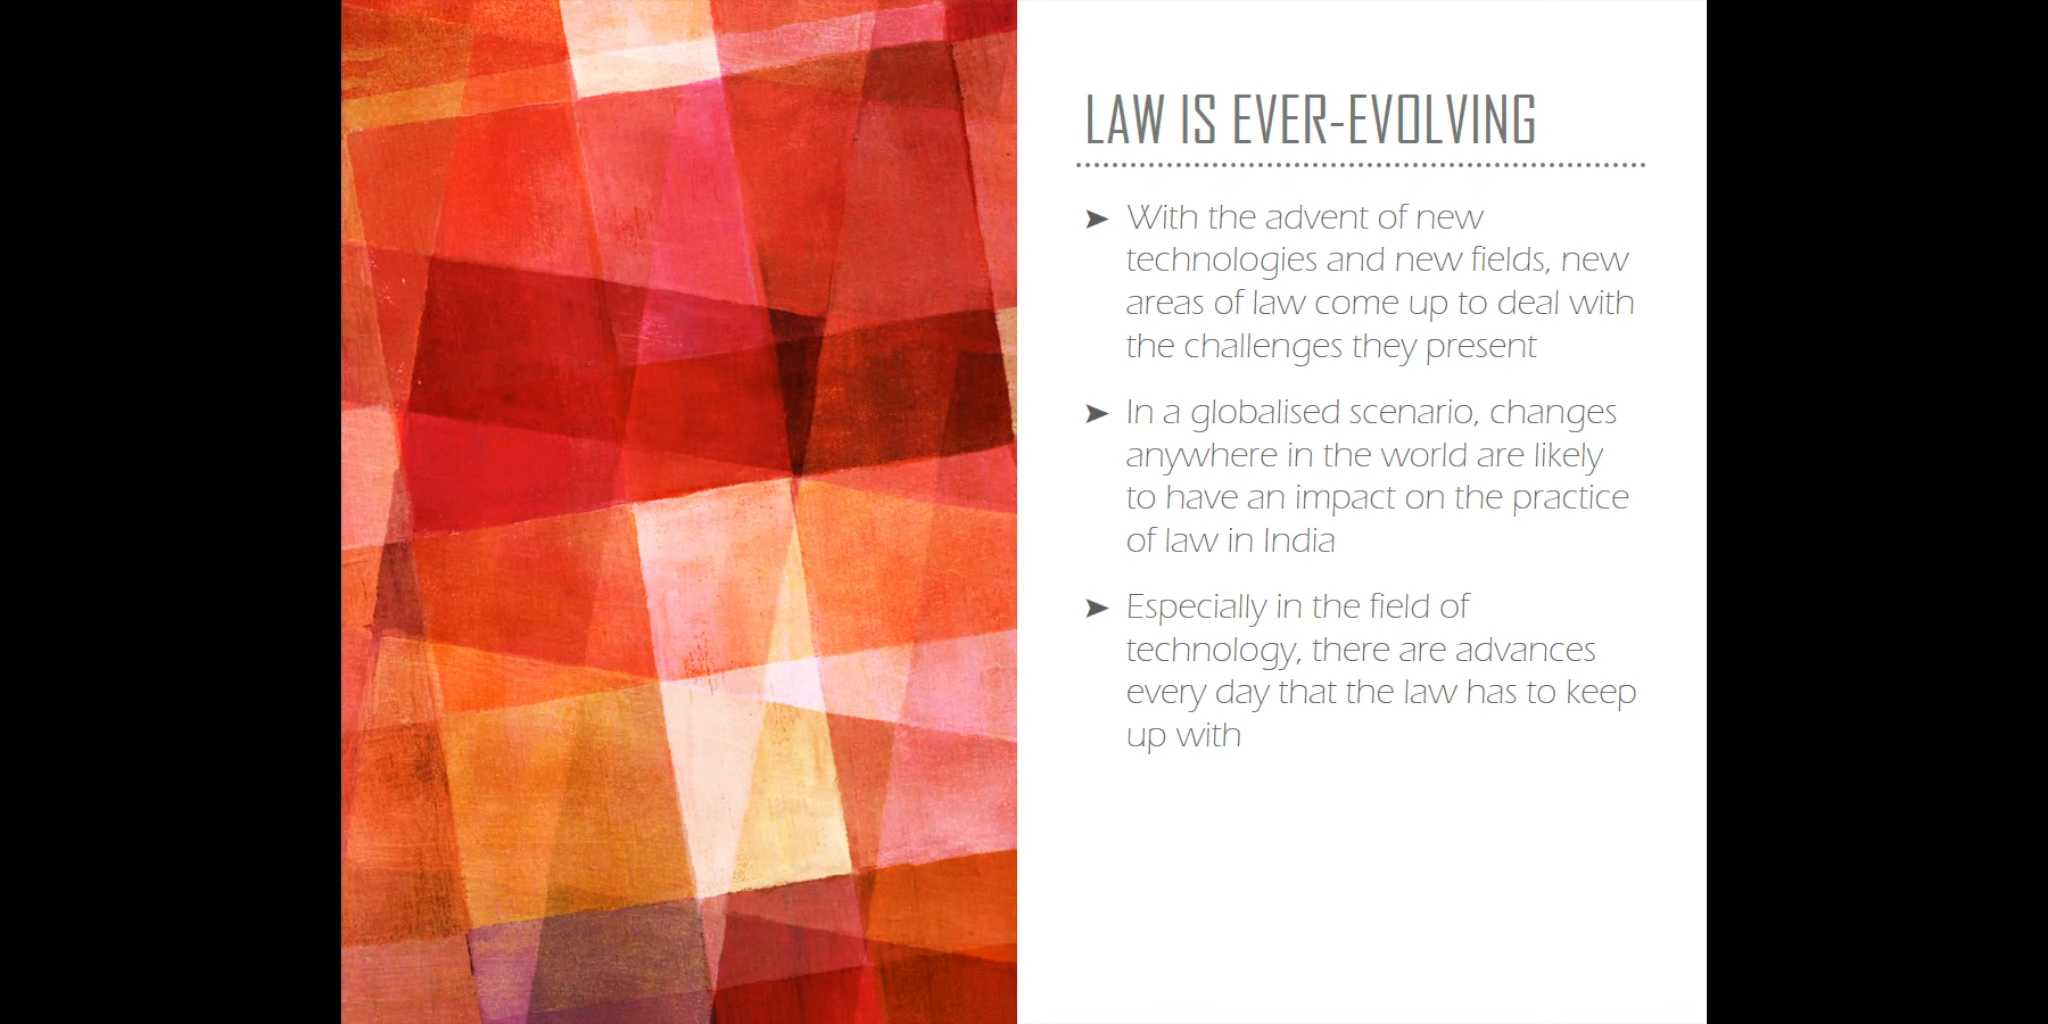 LAW IS EVER-EVOLVING
➤ With the advent of new
technologies and new fields, new
areas of law come up to deal with
the challenges they present
➤ In a globalised scenario, changes
anywhere in the world are likely
to have an impact on the practice
of law in India
➤ Especially in the field of
technology, there are advances
every day that the law has to keep
up with